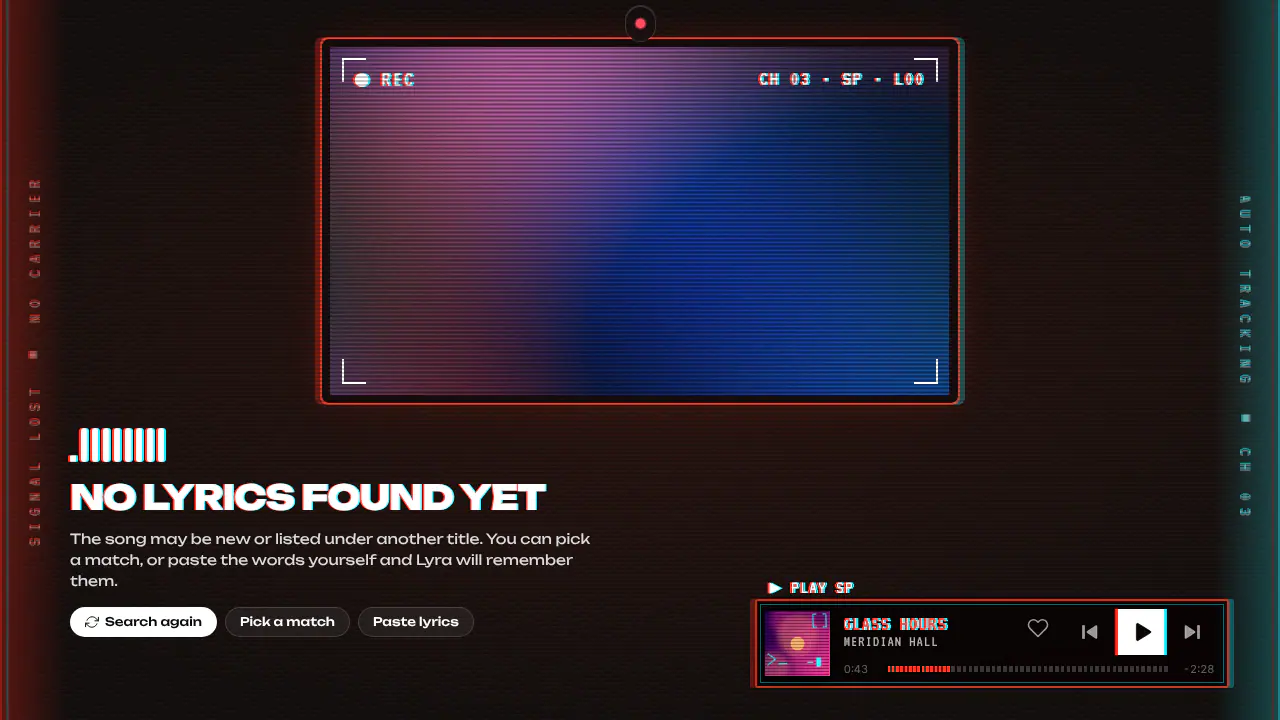 REC
CH 03 - SP - L00
SIGNAL LOST ■ NO CARRIER
AUTO TRACKING ■ CH 03
NO LYRICS FOUND YET
The song may be new or listed under another title. You can pick
a match, or paste the words yourself and Lyra will remember
them.
Search again
Pick a match
Paste lyrics
▶ PLAY SP
GLASS HOURS
MERIDIAN HALL
0:43
-2:28